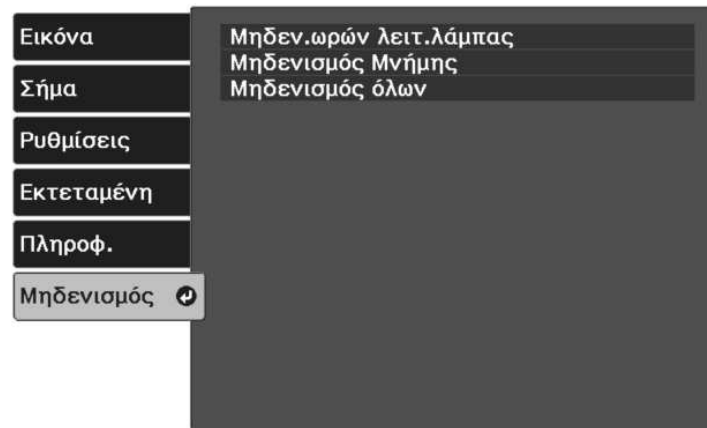 Εικόνα
Σήμα
Ρυθμίσεις
Εκτεταμένη
Πληροφ.
Μηδενισμός
Μηδεν.ωρών λειτ.λάμπας
Μηδενισμός Μνήμης
Μηδενισμός όλων